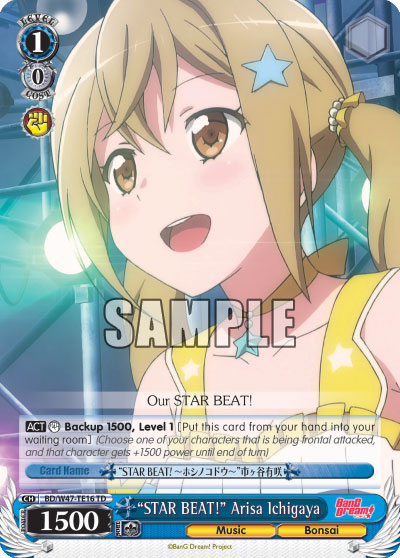 LEVEL
1
0
COST
SAMPLE
Our STAR BEAT!
ACT Backup 1500, Level 1 [Put this card from your hand into your
waiting room] (Choose one of your characters that is being frontal attacked,
and that character gets +1500 power until end of turn)
Card Name “STAR BEAT! ～ホシノコドウ～”市ヶ谷有咲
CH BD/W47-TE16 TD
POWER 1500 “STAR BEAT!” Arisa Ichigaya BanG Dream!
Music Bonsai
©BanG Dream! Project